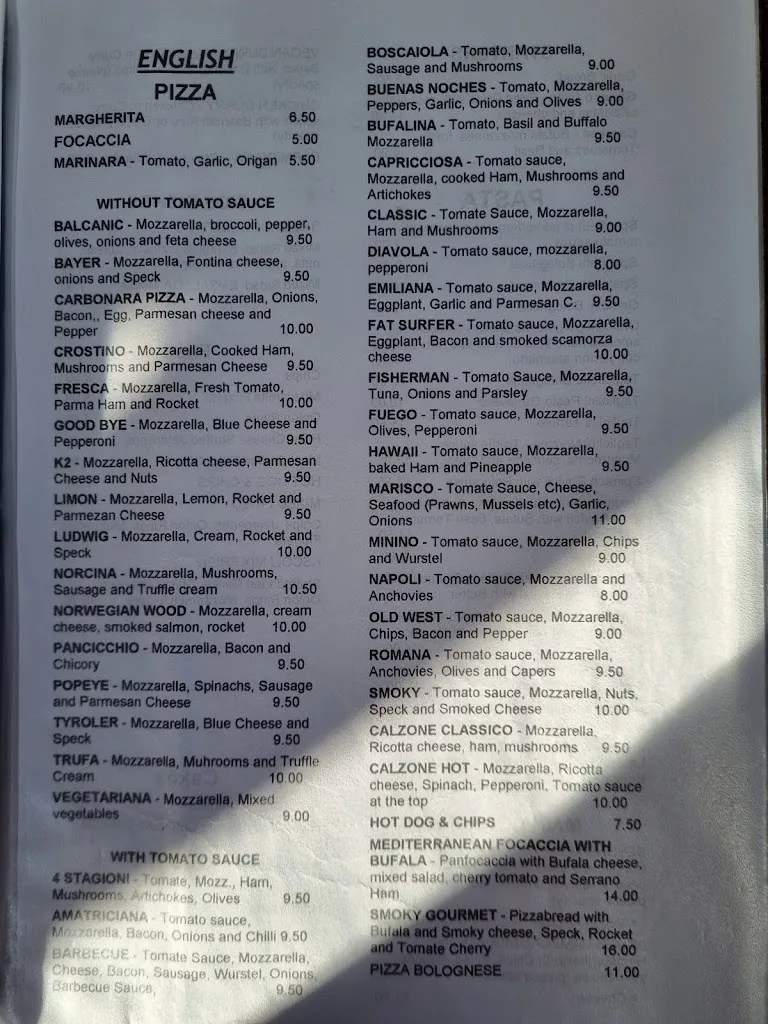 ENGLISH
PIZZA
MARGHERITA 6.50
FOCACCIA 5.00
MARINARA - Tomato, Garlic, Origan 5.50
WITHOUT TOMATO SAUCE
BALCANIC - Mozzarella, broccoli, pepper,
olives, onions and feta cheese 9.50
BAYER - Mozzarella, Fontina cheese,
onions and Speck 9.50
CARBONARA PIZZA - Mozzarella, Onions,
Bacon,, Egg, Parmesan cheese and
Pepper 10.00
CROSTINO - Mozzarella, Cooked Ham,
Mushrooms and Parmesan Cheese 9.50
FRESCA - Mozzarella, Fresh Tomato,
Parma Ham and Rocket 10.00
GOOD BYE - Mozzarella, Blue Cheese and
Pepperoni 9.50
K2 - Mozzarella, Ricotta cheese, Parmesan
Cheese and Nuts 9.50
LIMON - Mozzarella, Lemon, Rocket and
Parmezan Cheese 9.50
LUDWIG - Mozzarella, Cream, Rocket and
Speck 10.00
NORCINA - Mozzarella, Mushrooms,
Sausage and Truffle cream 10.50
NORWEGIAN WOOD - Mozzarella, cream
cheese, smoked salmon, rocket 10.00
PANCICCHIO - Mozzarella, Bacon and
Chicory 9.50
POPEYE - Mozzarella, Spinachs, Sausage
and Parmesan Cheese 9.50
TYROLER - Mozzarella, Blue Cheese and
Speck 9.50
TRUFA - Mozzarella, Muhrooms and Truffle
Cream 10.00
VEGETARIANA - Mozzarella, Mixed
vegetables 9.00
WITH TOMATO SAUCE
4 STAGIONI - Tomate, Mozz., Ham,
Mushrooms, Artichokes, Olives 9.50
AMATRICIANA - Tomato sauce,
Mozzarella, Bacon, Onions and Chilli 9.50
BARBECUE - Tomate Sauce, Mozzarella,
Cheese, Bacon, Sausage, Wurstel, Onions,
Barbecue Sauce, 9.50
BOSCAIOLA - Tomato, Mozzarella,
Sausage and Mushrooms 9.00
BUENAS NOCHES - Tomato, Mozzarella,
Peppers, Garlic, Onions and Olives 9.00
BUFALINA - Tomato, Basil and Buffalo
Mozzarella 9.50
CAPRICCIOSA - Tomato sauce,
Mozzarella, cooked Ham, Mushrooms and
Artichokes 9.50
CLASSIC - Tomate Sauce, Mozzarella,
Ham and Mushrooms 9.00
DIAVOLA - Tomato sauce, mozzarella,
pepperoni 8.00
EMILIANA - Tomato sauce, Mozzarella,
Eggplant, Garlic and Parmesan C. 9.50
FAT SURFER - Tomato sauce, Mozzarella,
Eggplant, Bacon and smoked scamorza
cheese 10.00
FISHERMAN - Tomato Sauce, Mozzarella,
Tuna, Onions and Parsley 9.50
FUEGO - Tomato sauce, Mozzarella,
Olives, Pepperoni 9.50
HAWAII - Tomato sauce, Mozzarella,
baked Ham and Pineapple 9.50
MARISCO - Tomate Sauce, Cheese,
Seafood (Prawns, Mussels etc), Garlic,
Onions 11.00
MININO - Tomato sauce, Mozzarella, Chips
and Wurstel 9.00
NAPOLI - Tomato sauce, Mozzarella and
Anchovies 8.00
OLD WEST - Tomato sauce, Mozzarella,
Chips, Bacon and Pepper 9.00
ROMANA - Tomato sauce, Mozzarella,
Anchovies, Olives and Capers 9.50
SMOKY - Tomato sauce, Mozzarella, Nuts,
Speck and Smoked Cheese 10.00
CALZONE CLASSICO - Mozzarella,
Ricotta cheese, ham, mushrooms 9.50
CALZONE HOT - Mozzarella, Ricotta
cheese, Spinach, Pepperoni, Tomato sauce
at the top 10.00
HOT DOG & CHIPS 7.50
MEDITERRANEAN FOCACCIA WITH
BUFALA - Panfocaccia with Bufala cheese,
mixed salad, cherry tomato and Serrano
Ham 14.00
SMOKY GOURMET - Pizzabread with
Bufala and Smoky cheese, Speck, Rocket
and Tomate Cherry 16.00
PIZZA BOLOGNESE 11.00